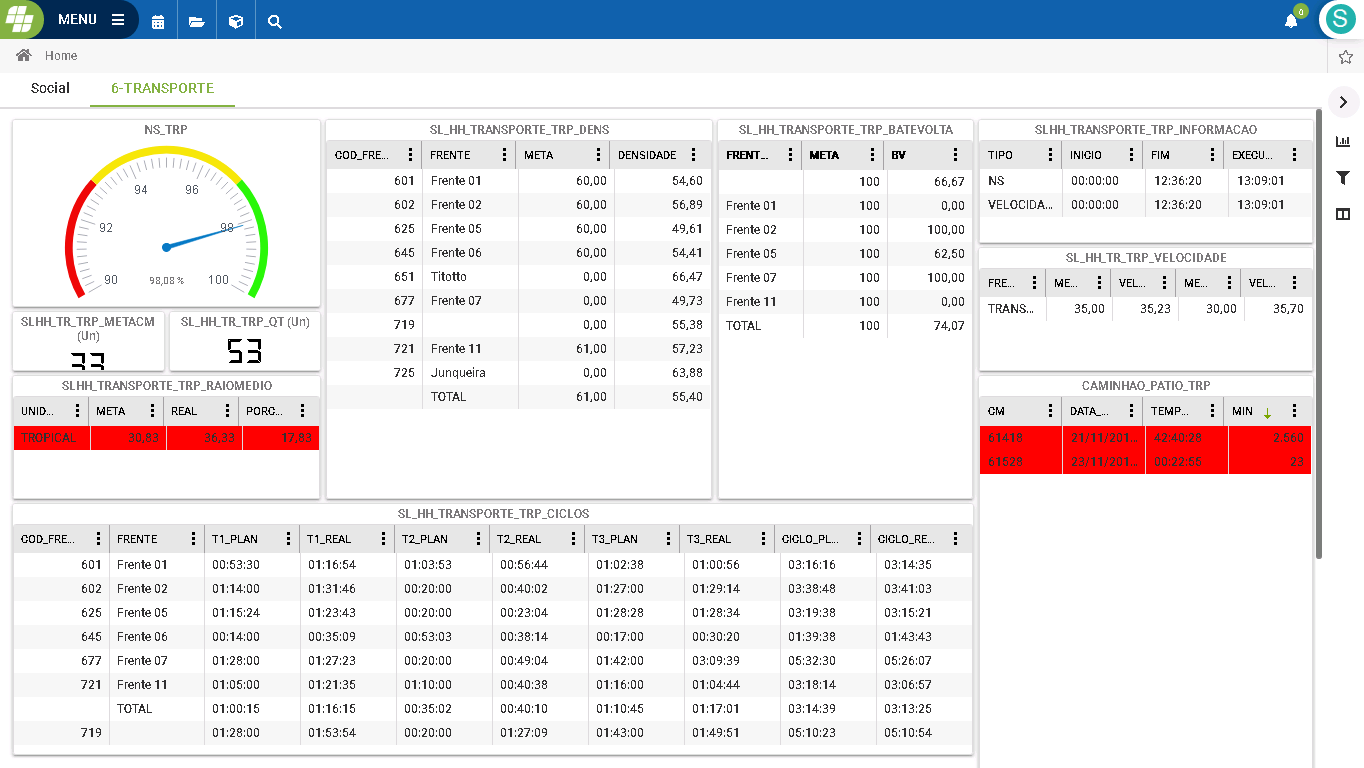 MENU
0
S
Home
Social
6-TRANSPORTE
NS_TRP
94 96
92 98
90 98,08 % 100
SLHH_TR_TRP_METACM
(Un)
33
SL_HH_TR_TRP_QT (Un)
53
SLHH_TRANSPORTE_TRP_RAIOMEDIO
UNID... META REAL PORC...
TROPICAL 30,83 36,33 17,83
SL_HH_TRANSPORTE_TRP_DENS
COD_FRE... FRENTE META DENSIDADE
601 Frente 01 60,00 54,60
602 Frente 02 60,00 56,89
625 Frente 05 60,00 49,61
645 Frente 06 60,00 54,41
651 Titotto 0,00 66,47
677 Frente 07 0,00 49,73
719 0,00 55,38
721 Frente 11 61,00 57,23
725 Junqueira 0,00 63,88
TOTAL 61,00 55,40
SL_HH_TRANSPORTE_TRP_BATEVOLTA
FRENT... META BV
100 66,67
Frente 01 100 0,00
Frente 02 100 100,00
Frente 05 100 62,50
Frente 07 100 100,00
Frente 11 100 0,00
TOTAL 100 74,07
SLHH_TRANSPORTE_TRP_INFORMACAO
TIPO INICIO FIM EXECU...
NS 00:00:00 12:36:20 13:09:01
VELOCIDA... 00:00:00 12:36:20 13:09:01
SL_HH_TR_TRP_VELOCIDADE
FRE... ME... VEL... ME... VEL...
TRANS... 35,00 35,23 30,00 35,70
CAMINHAO_PATIO_TRP
CM DATA_... TEMP... MIN
61418 21/11/201... 42:40:28 2.560
61528 23/11/201... 00:22:55 23
SL_HH_TRANSPORTE_TRP_CICLOS
COD_FRE... FRENTE T1_PLAN T1_REAL T2_PLAN T2_REAL T3_PLAN T3_REAL CICLO_PL... CICLO_RE...
601 Frente 01 00:53:30 01:16:54 01:03:53 00:56:44 01:02:38 01:00:56 03:16:16 03:14:35
602 Frente 02 01:14:00 01:31:46 00:20:00 00:40:02 01:27:00 01:29:14 03:38:48 03:41:03
625 Frente 05 01:15:24 01:23:43 00:20:00 00:23:04 01:28:28 01:28:34 03:19:38 03:15:21
645 Frente 06 00:14:00 00:35:09 00:53:03 00:38:14 00:17:00 00:30:20 01:39:38 01:43:43
677 Frente 07 01:28:00 01:27:23 00:20:00 00:49:04 01:42:00 03:09:39 05:32:30 05:26:07
721 Frente 11 01:05:00 01:21:35 01:10:00 00:40:38 01:16:00 01:04:44 03:18:14 03:06:57
TOTAL 01:00:15 01:16:15 00:35:02 00:40:10 01:10:45 01:17:01 03:14:39 03:13:25
719 01:28:00 01:53:54 00:20:00 01:27:09 01:43:00 01:49:51 05:10:23 05:10:54